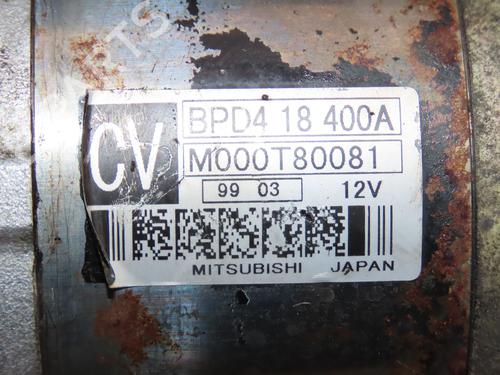 CV
BPD4 18 400A
M000T80081
99 03 12V
MITSUBISHI JAPAN